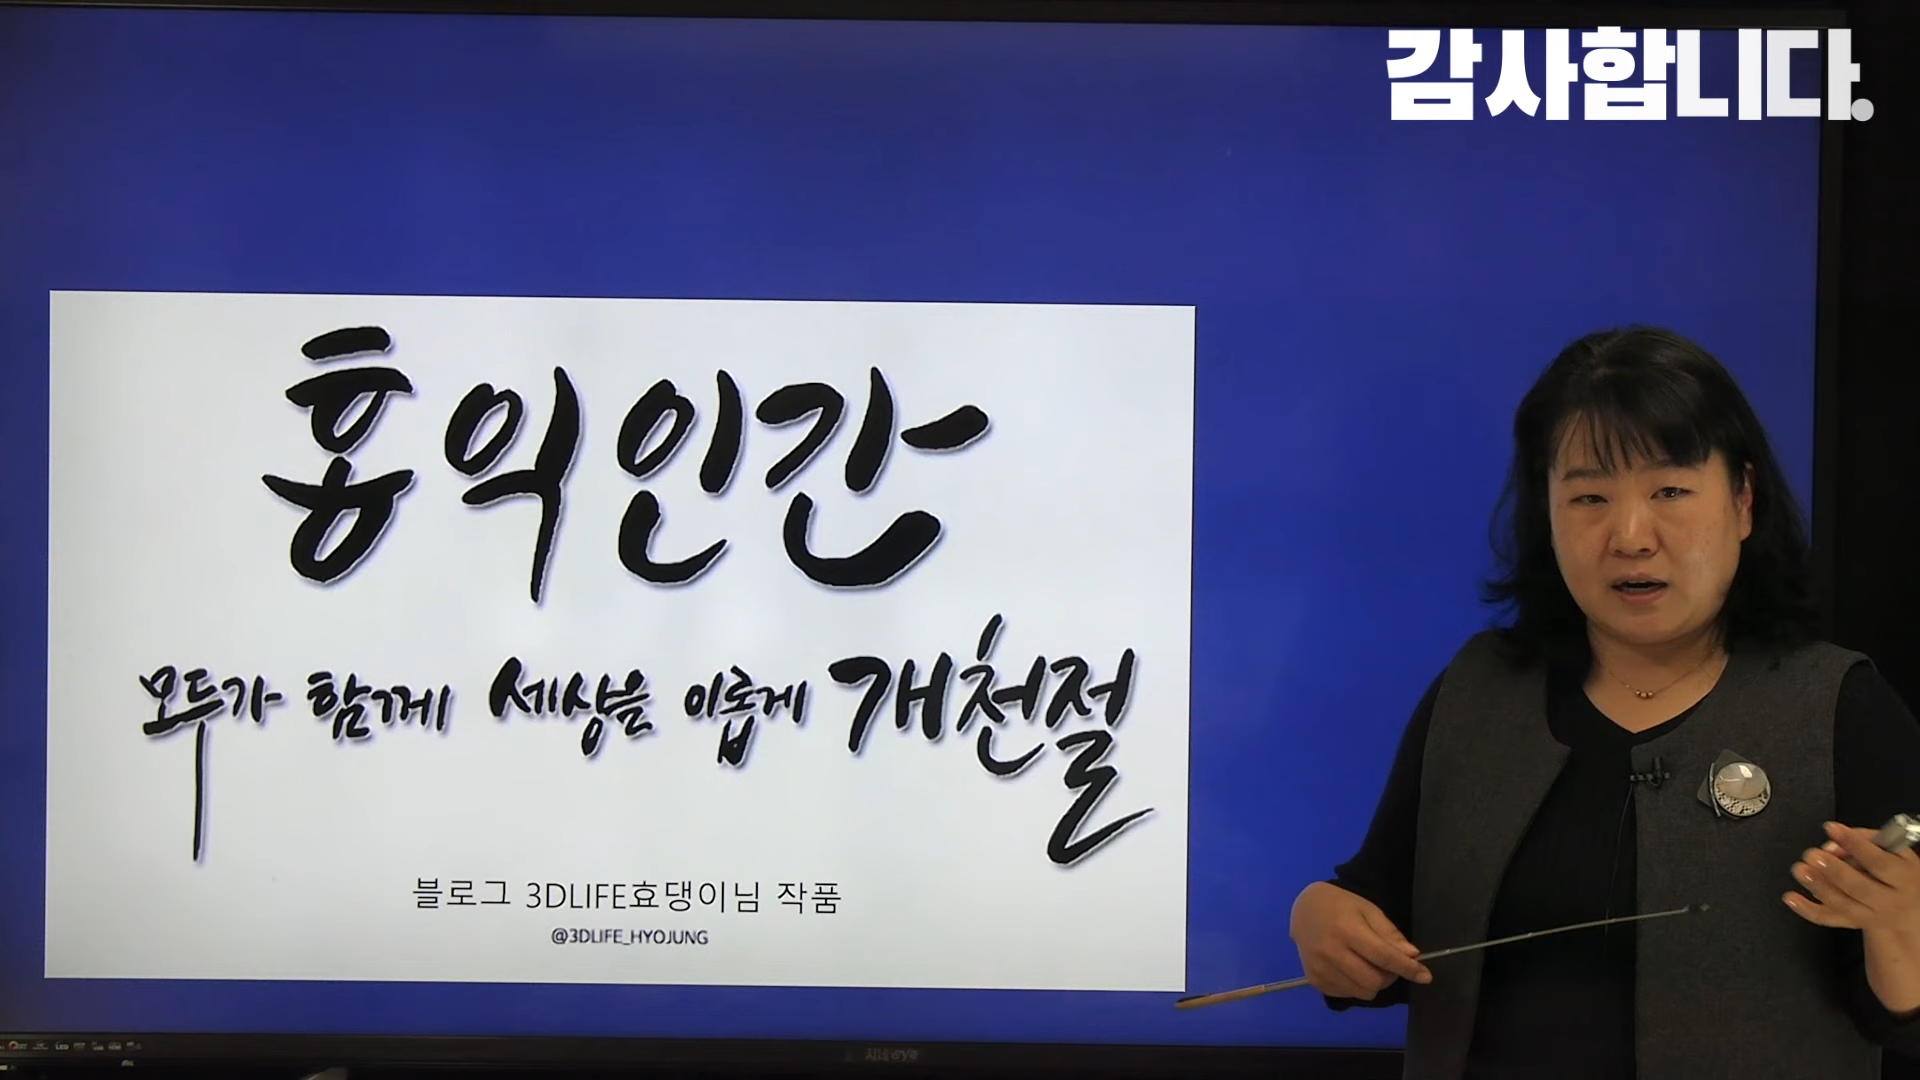 감사합니다.
홍익인간
모두가 함께 세상을 이롭게 개천절
블로그 3DLIFE효댕이님 작품
@3DLIFE_HYOJUNG